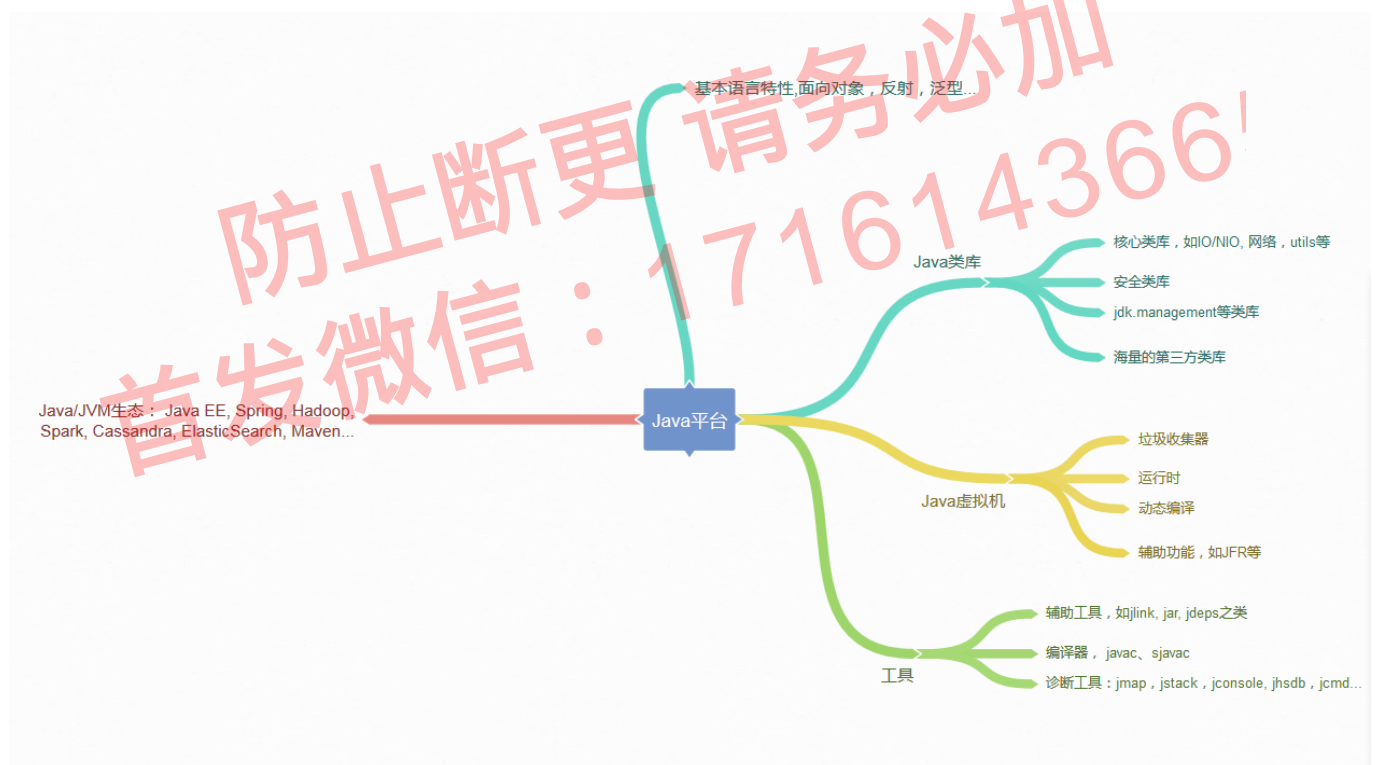 防止断更 请务必加
首发微信：1716143665
基本语言特性,面向对象，反射，泛型...
Java类库
核心类库，如IO/NIO, 网络，utils等
安全类库
jdk.management等类库
海量的第三方类库
Java/JVM生态： Java EE, Spring, Hadoop,
Spark, Cassandra, ElasticSearch, Maven...
Java平台
Java虚拟机
垃圾收集器
运行时
动态编译
辅助功能，如JFR等
工具
辅助工具，如jlink, jar, jdeps之类
编译器， javac、sjavac
诊断工具：jmap，jstack，jconsole, jhsdb，jcmd...